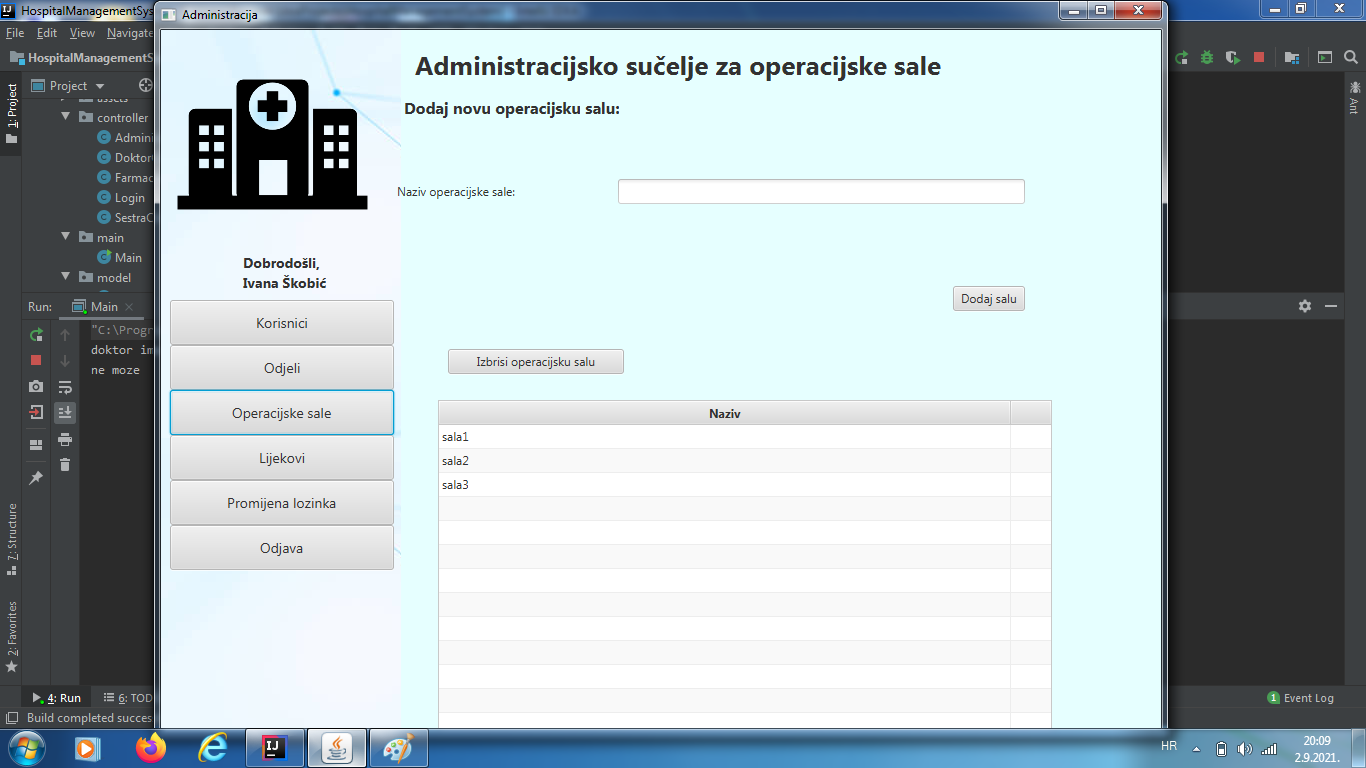 HospitalManagementSys
Administracija
File Edit View Navigate
HospitalManagementS
Project
1: Project
assets
controller
Admini
Doktor
Farmac
Login
SestraC
main
Main
model
Run: Main
"C:\Progr
doktor im
ne moze
7: Structure
2: Favorites
4: Run
6: TOD
Build completed succes
Dobrodošli,
Ivana Škobić
Korisnici
Odjeli
Operacijske sale
Lijekovi
Promijena lozinka
Odjava
Administracijsko sučelje za operacijske sale
Dodaj novu operacijsku salu:
Naziv operacijske sale:
Dodaj salu
Izbrisi operacijsku salu
Naziv
sala1
sala2
sala3
Ant
1 Event Log
IJ
HR
20:09
2.9.2021.